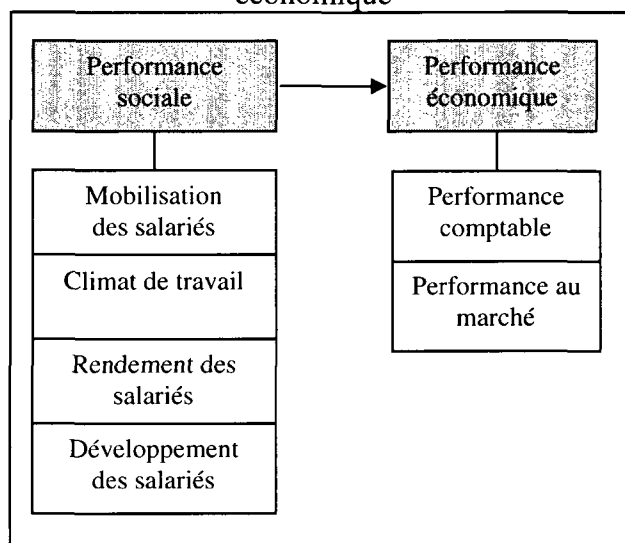 économique
Performance
sociale
Performance
économique
Mobilisation
des salariés
Climat de travail
Rendement des
salariés
Développement
des salariés
Performance
comptable
Performance au
marché